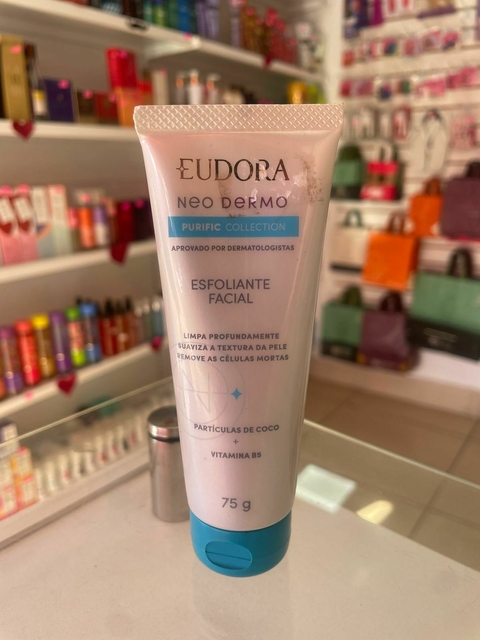 EUDORA
Neo Dermo
PURIFIC COLLECTION
APROVADO POR DERMATOLOGISTAS
ESFOLIANTE
FACIAL
LIMPA PROFUNDAMENTE
SUAVIZA A TEXTURA DA PELE
REMOVE AS CÉLULAS MORTAS
PARTÍCULAS DE COCO
+
VITAMINA B5
75 g